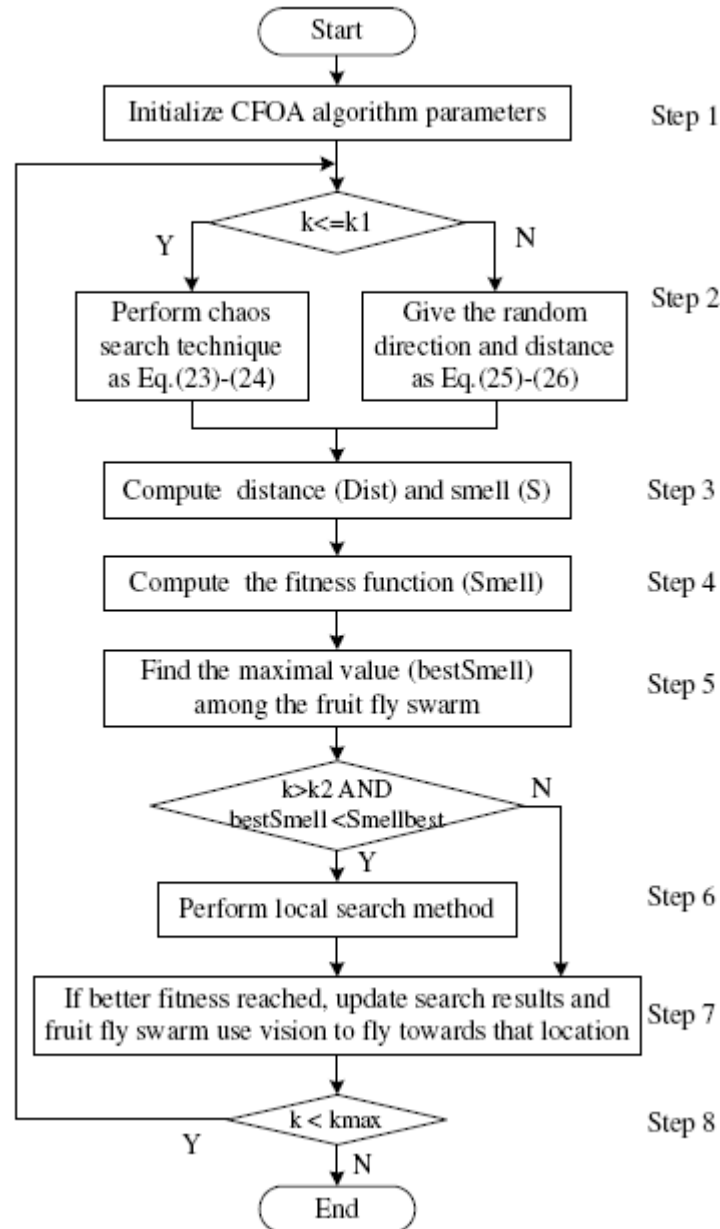 Start
Initialize CFOA algorithm parameters
Step 1
k<=k1
Y
N
Step 2
Perform chaos
search technique
as Eq.(23)-(24)
Give the random
direction and distance
as Eq.(25)-(26)
Compute distance (Dist) and smell (S)
Step 3
Compute the fitness function (Smell)
Step 4
Find the maximal value (bestSmell)
among the fruit fly swarm
Step 5
k>k2 AND
bestSmell <Smellbest
N
Y
Perform local search method
Step 6
If better fitness reached, update search results and
fruit fly swarm use vision to fly towards that location
Step 7
k < kmax
Step 8
Y
N
End